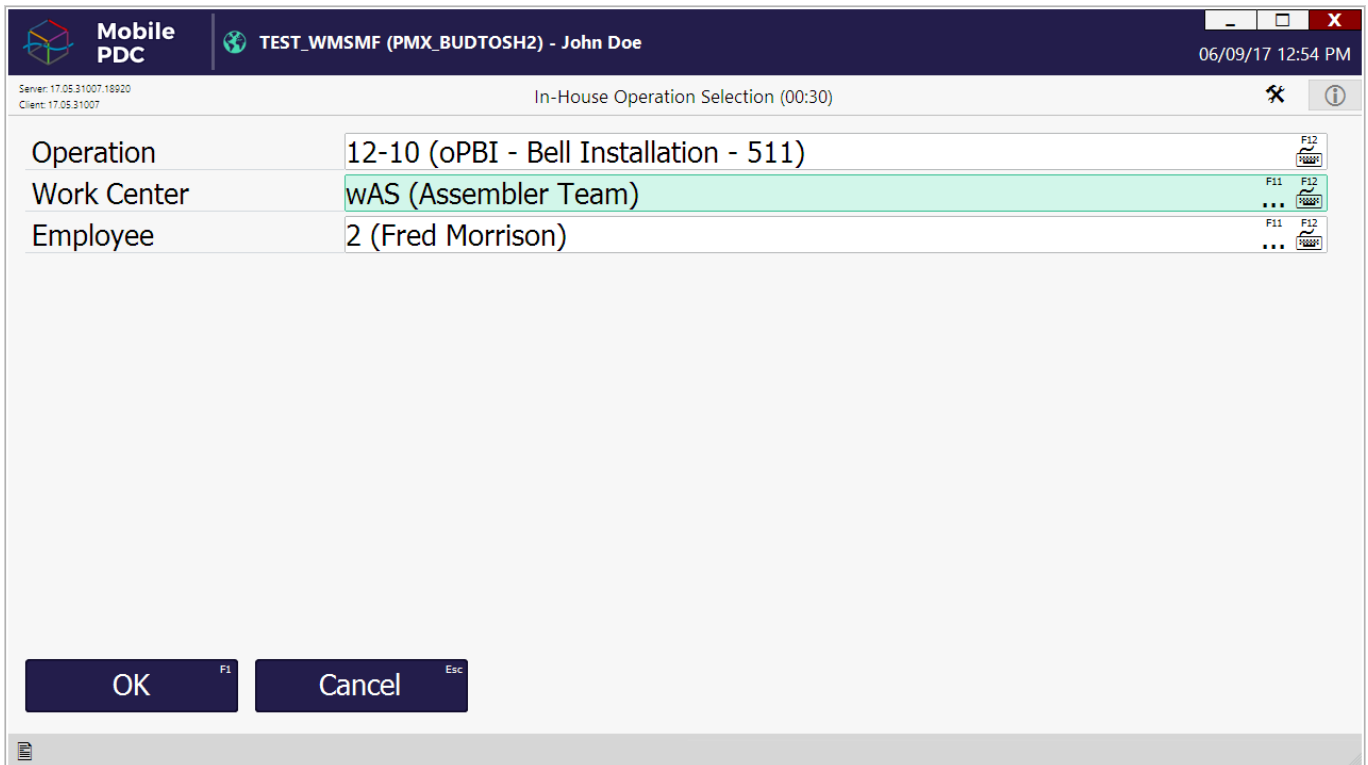 Mobile
PDC
TEST_WMSMF (PMX_BUDTOSH2) - John Doe
X
06/09/17 12:54 PM
Server: 17.05.31007.18920
Client: 17.05.31007
In-House Operation Selection (00:30)
Operation
12-10 (oPBI - Bell Installation - 511)
F12
Work Center
wAS (Assembler Team)
F11 F12
...
Employee
2 (Fred Morrison)
F11 F12
...
OK F1
Cancel Esc